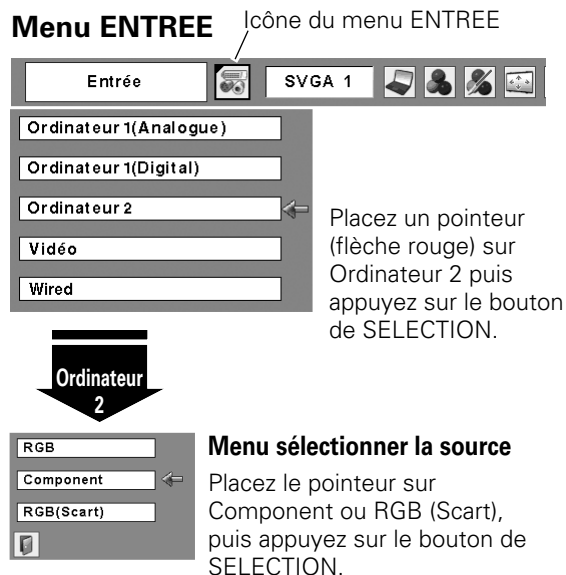 Menu ENTREE
Icône du menu ENTREE
Entrée
SVGA 1
Ordinateur 1(Analogue)
Ordinateur 1(Digital)
Ordinateur 2
Vidéo
Wired
Placez un pointeur
(flèche rouge) sur
Ordinateur 2 puis
appuyez sur le bouton
de SELECTION.
Ordinateur
2
RGB
Component
RGB(Scart)
Menu sélectionner la source
Placez le pointeur sur
Component ou RGB (Scart),
puis appuyez sur le bouton de
SELECTION.